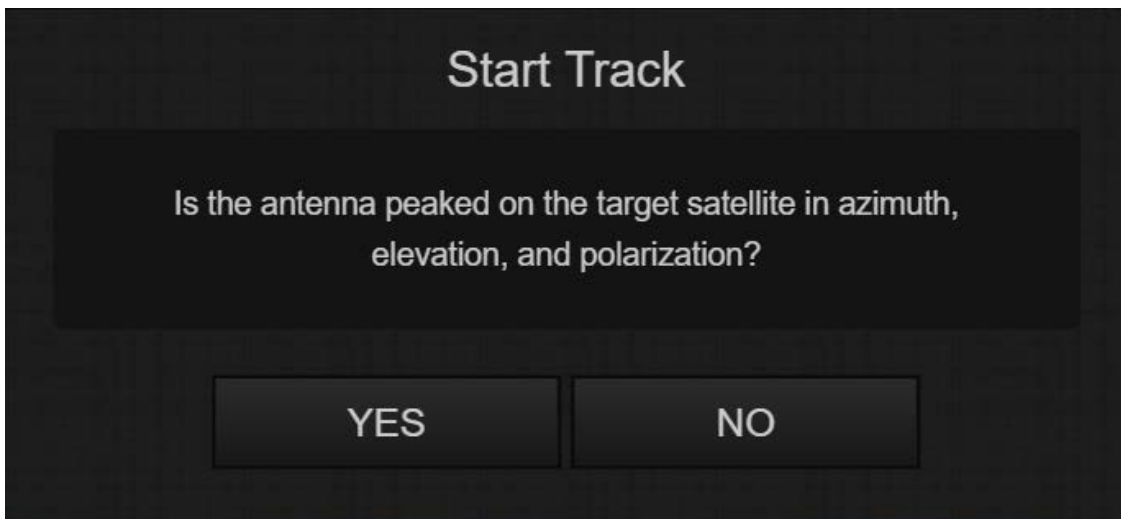 Start Track
Is the antenna peaked on the target satellite in azimuth,
elevation, and polarization?
YES
NO